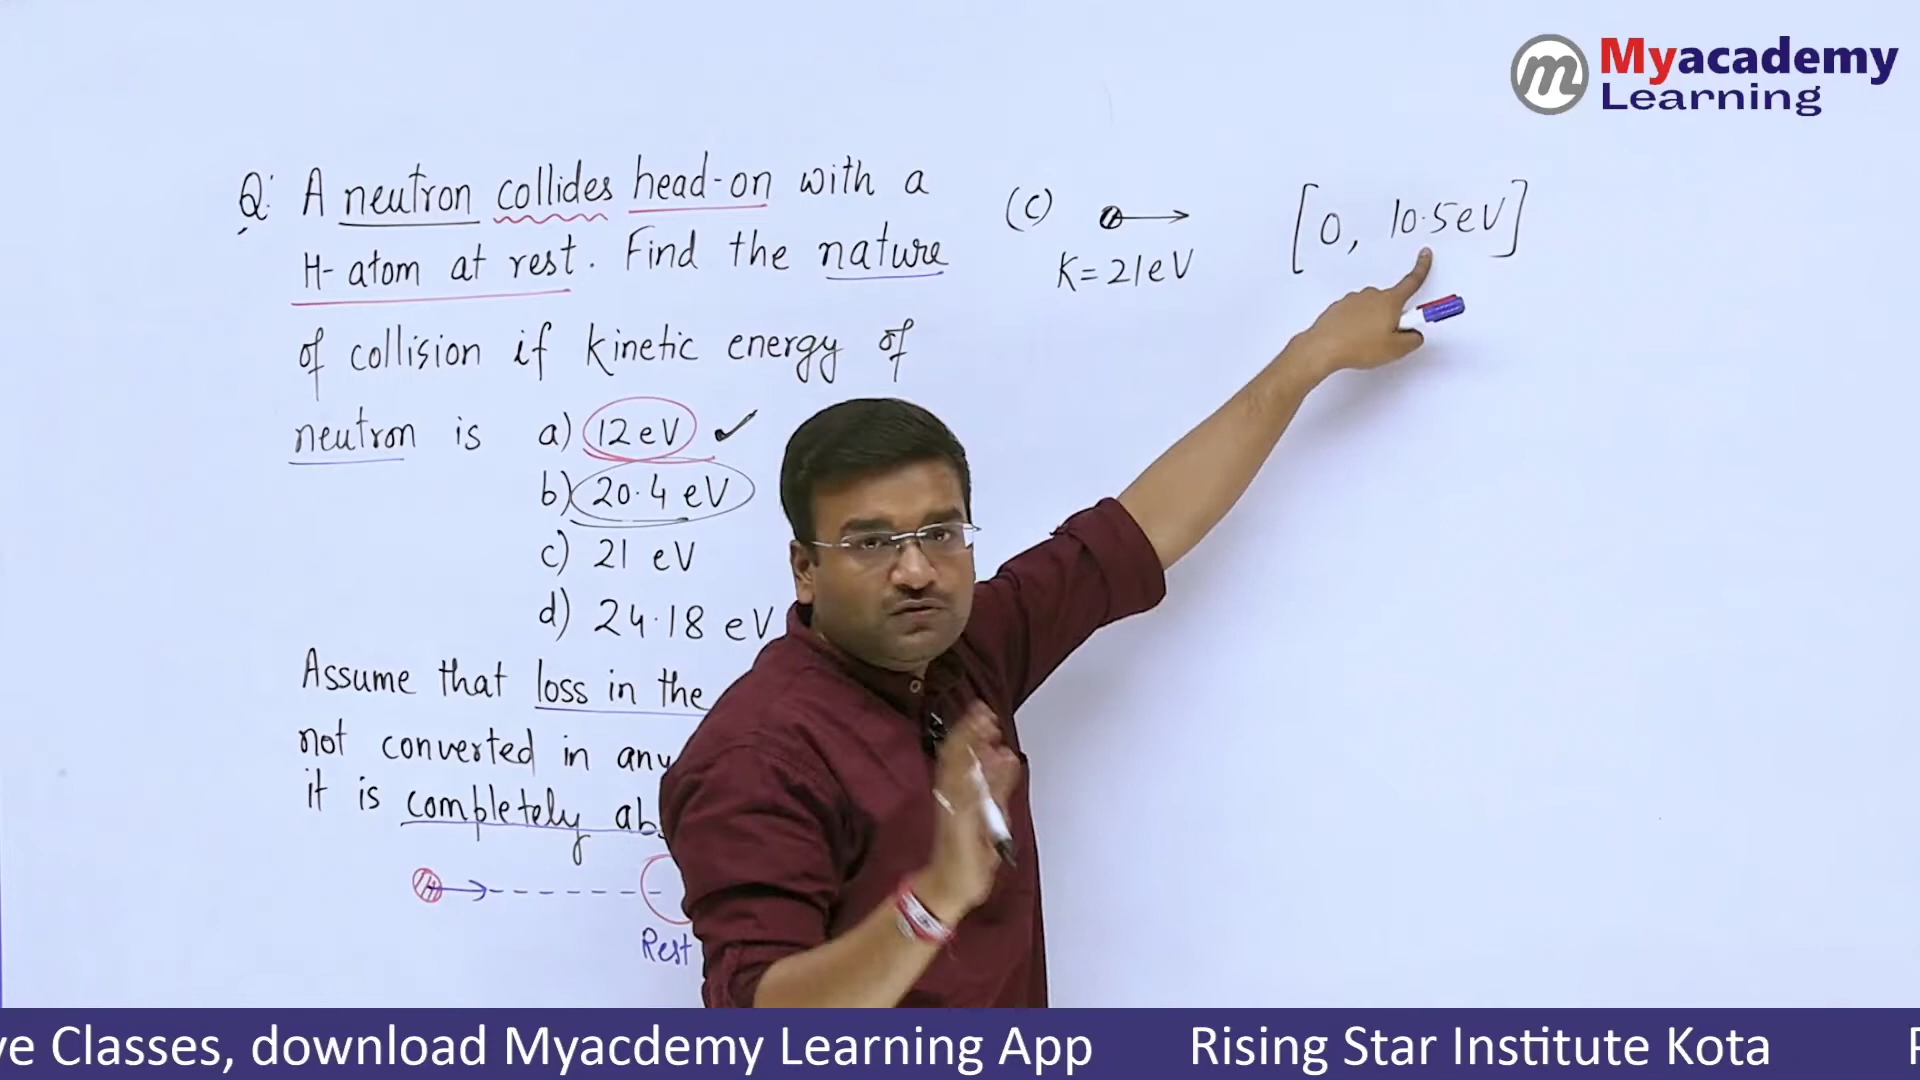 Myacademy
Learning
Q: A neutron collides head-on with a
H-atom at rest. Find the nature
of collision if kinetic energy of
neutron is a) 12 eV ✓
b) 20.4 eV
c) 21 eV
d) 24.18 eV
Assume that loss in the
not converted in any
it is completely
Rest
(C)
K = 21 eV
[0, 10.5 eV]
ve Classes, download Myacdemy Learning App Rising Star Institute Kota